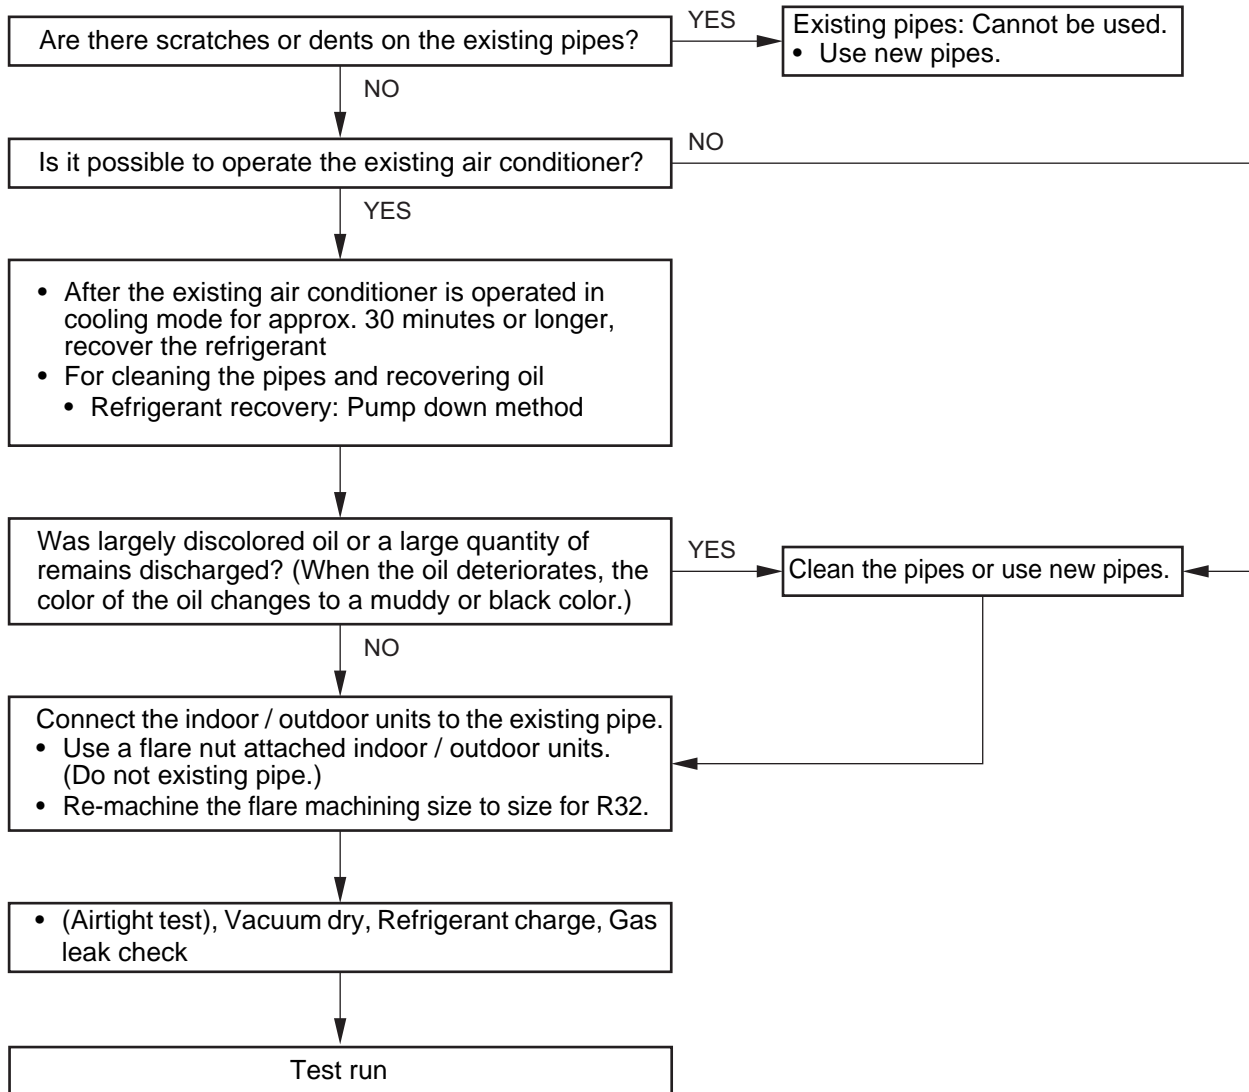 Are there scratches or dents on the existing pipes?
YES
Existing pipes: Cannot be used.
• Use new pipes.
NO
Is it possible to operate the existing air conditioner?
NO
YES
• After the existing air conditioner is operated in
cooling mode for approx. 30 minutes or longer,
recover the refrigerant
• For cleaning the pipes and recovering oil
• Refrigerant recovery: Pump down method
Was largely discolored oil or a large quantity of
remains discharged? (When the oil deteriorates, the
color of the oil changes to a muddy or black color.)
YES
Clean the pipes or use new pipes.
NO
Connect the indoor / outdoor units to the existing pipe.
• Use a flare nut attached indoor / outdoor units.
(Do not existing pipe.)
• Re-machine the flare machining size to size for R32.
• (Airtight test), Vacuum dry, Refrigerant charge, Gas
leak check
Test run